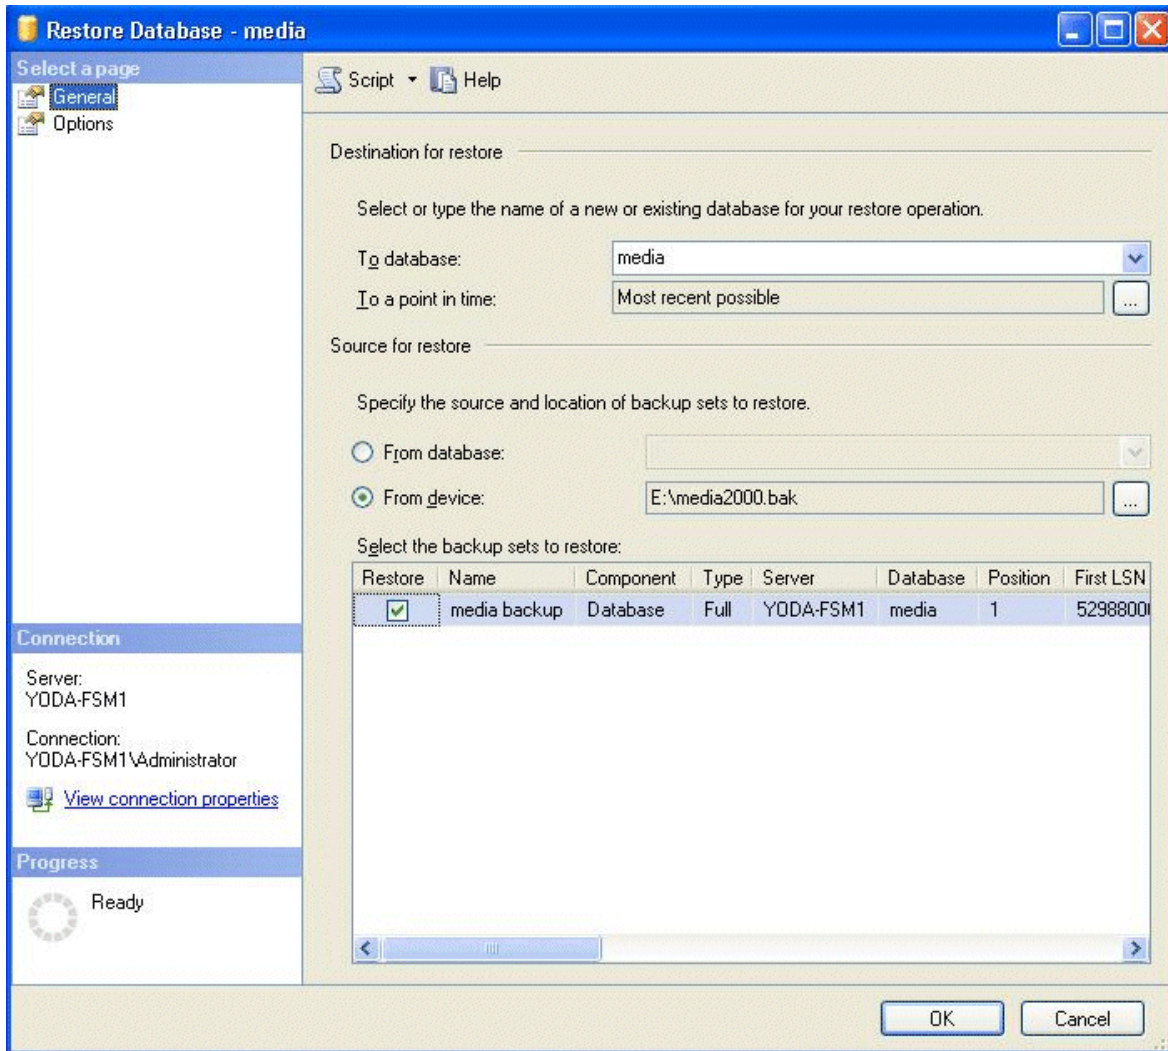 Restore Database - media
Select a page
General
Options
Script
Help
Destination for restore
Select or type the name of a new or existing database for your restore operation.
To database:
media
To a point in time:
Most recent possible
...
Source for restore
Specify the source and location of backup sets to restore.
From database:
From device:
E:\media2000.bak
...
Select the backup sets to restore:
Restore Name Component Type Server Database Position First LSN
media backup Database Full YODA-FSM1 media 1 5298800
Connection
Server:
YODA-FSM1
Connection:
YODA-FSM1\Administrator
View connection properties
Progress
Ready
OK
Cancel